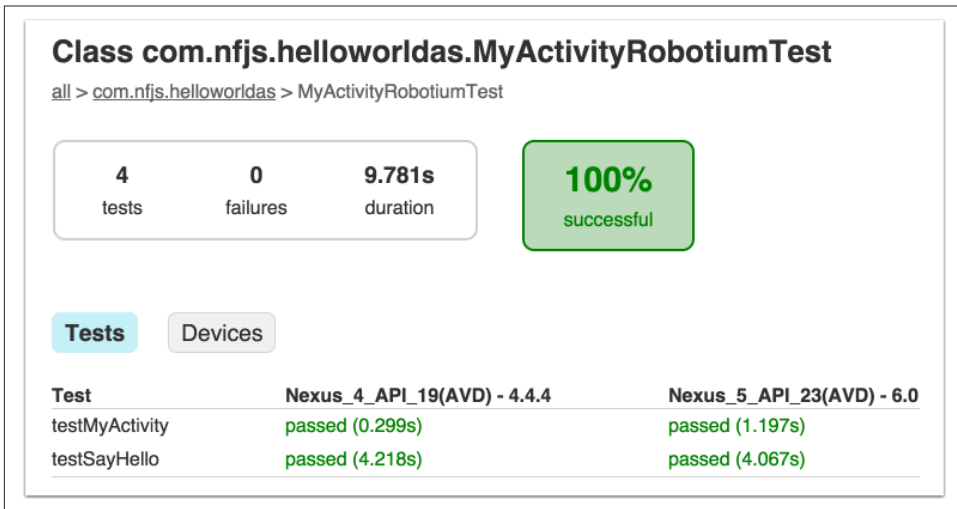 Class com.nfjs.helloworldas.MyActivityRobotiumTest
all > com.nfjs.helloworldas > MyActivityRobotiumTest
4 0 9.781s
tests failures duration
100%
successful
Tests Devices
Test Nexus_4_API_19(AVD) - 4.4.4 Nexus_5_API_23(AVD) - 6.0
testMyActivity passed (0.299s) passed (1.197s)
testSayHello passed (4.218s) passed (4.067s)